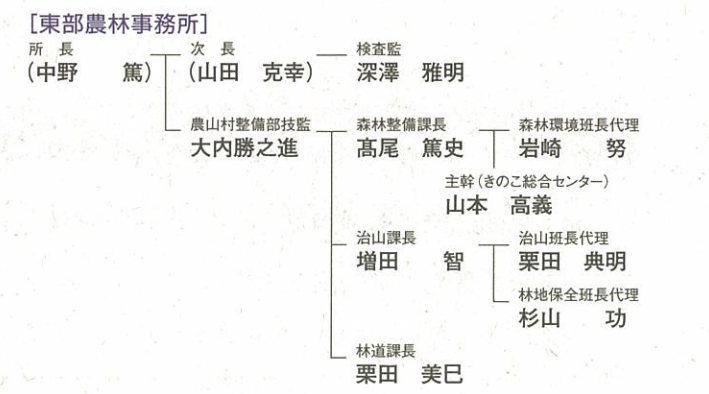 ［東部農林事務所］
所　長　次　長　検査監
（中野　　篤）（山田　克幸）深澤　雅明
農山村整備部技監　森林整備課長　森林環境班長代理
大内勝之進　髙尾　篤史　岩崎　　努
主幹（きのこ総合センター）
山本　高義
治山課長　治山班長代理
増田　　智　栗田　典明
林地保全班長代理
杉山　　功
林道課長
栗田　美巳